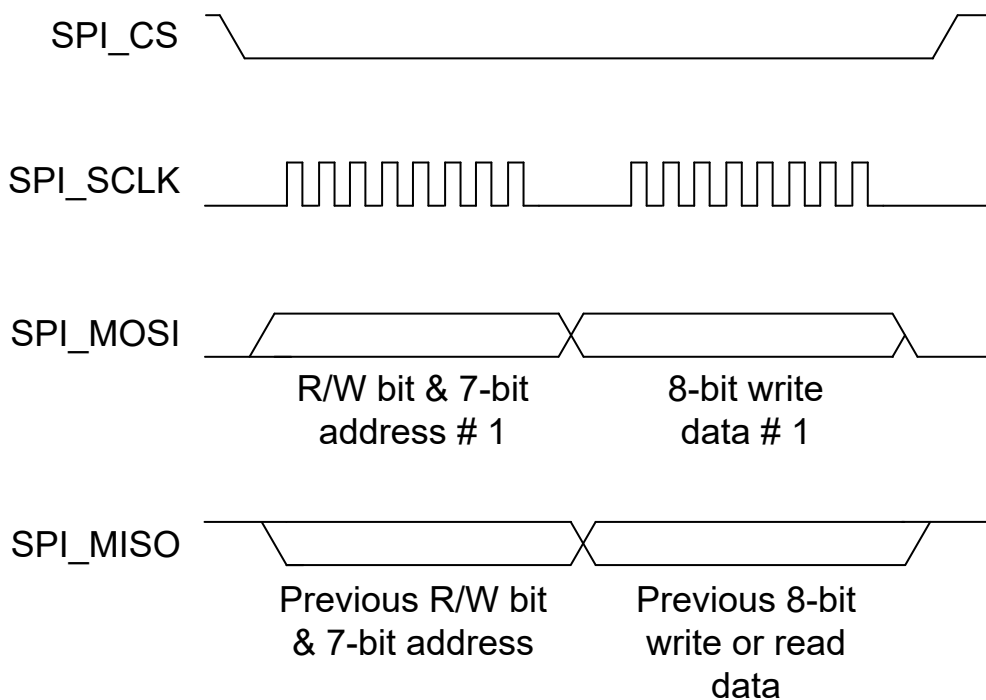 SPI_CS
SPI_SCLK
SPI_MOSI
R/W bit & 7-bit
address # 1
8-bit write
data # 1
SPI_MISO
Previous R/W bit
& 7-bit address
Previous 8-bit
write or read
data